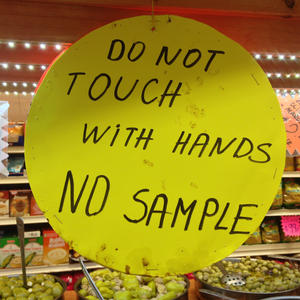 DO NOT
TOUCH
WITH HANDS
NO SAMPLE